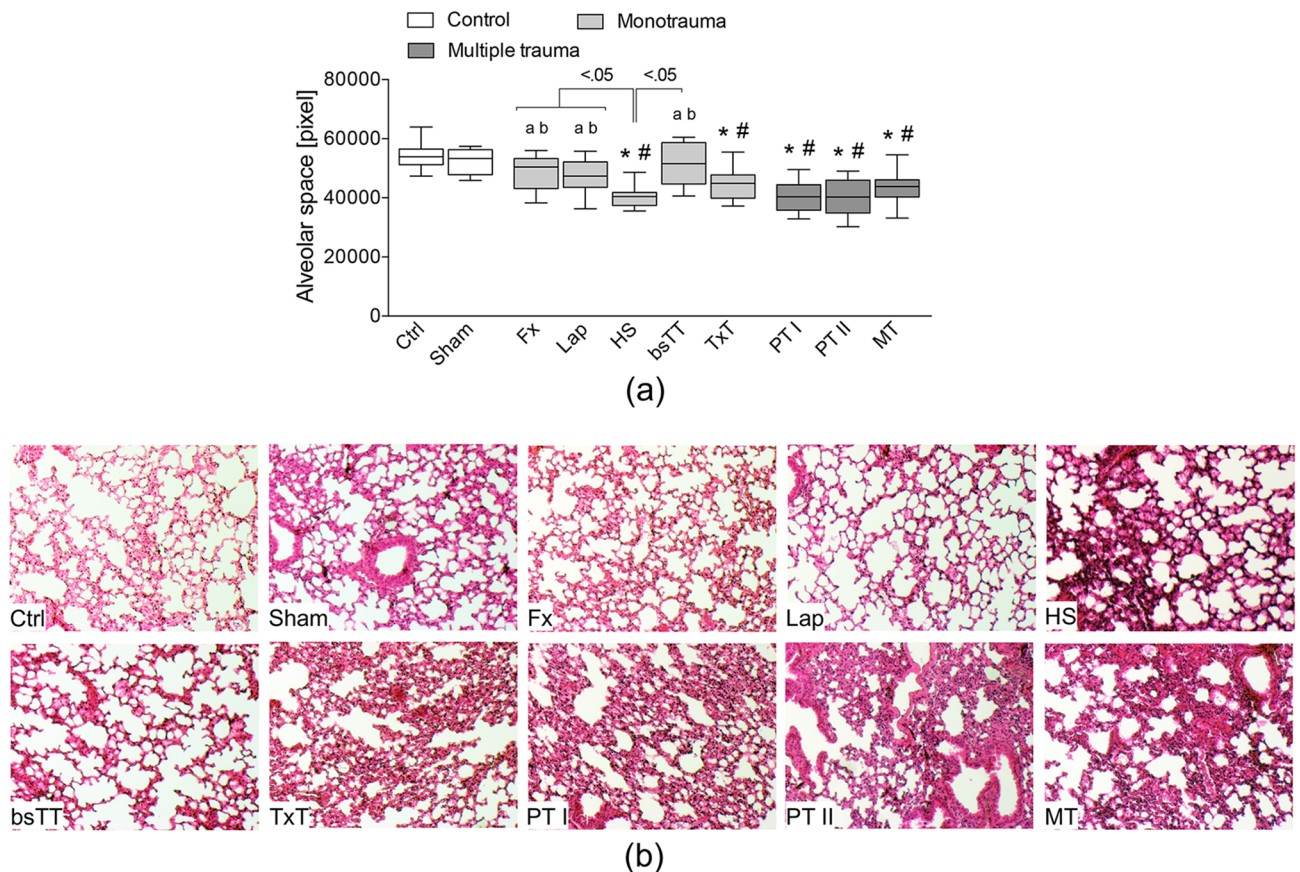 Control Monotrauma
Multiple trauma
Alveolar space [pixel]
80000
60000
40000
20000
0
<.05 <.05
a b a b * # a b * # * # * # * #
Ctrl Sham Fx Lap HS bsTT TxT PT I PT II MT
(a)
Ctrl Sham Fx Lap HS
bsTT TxT PT I PT II MT
(b)